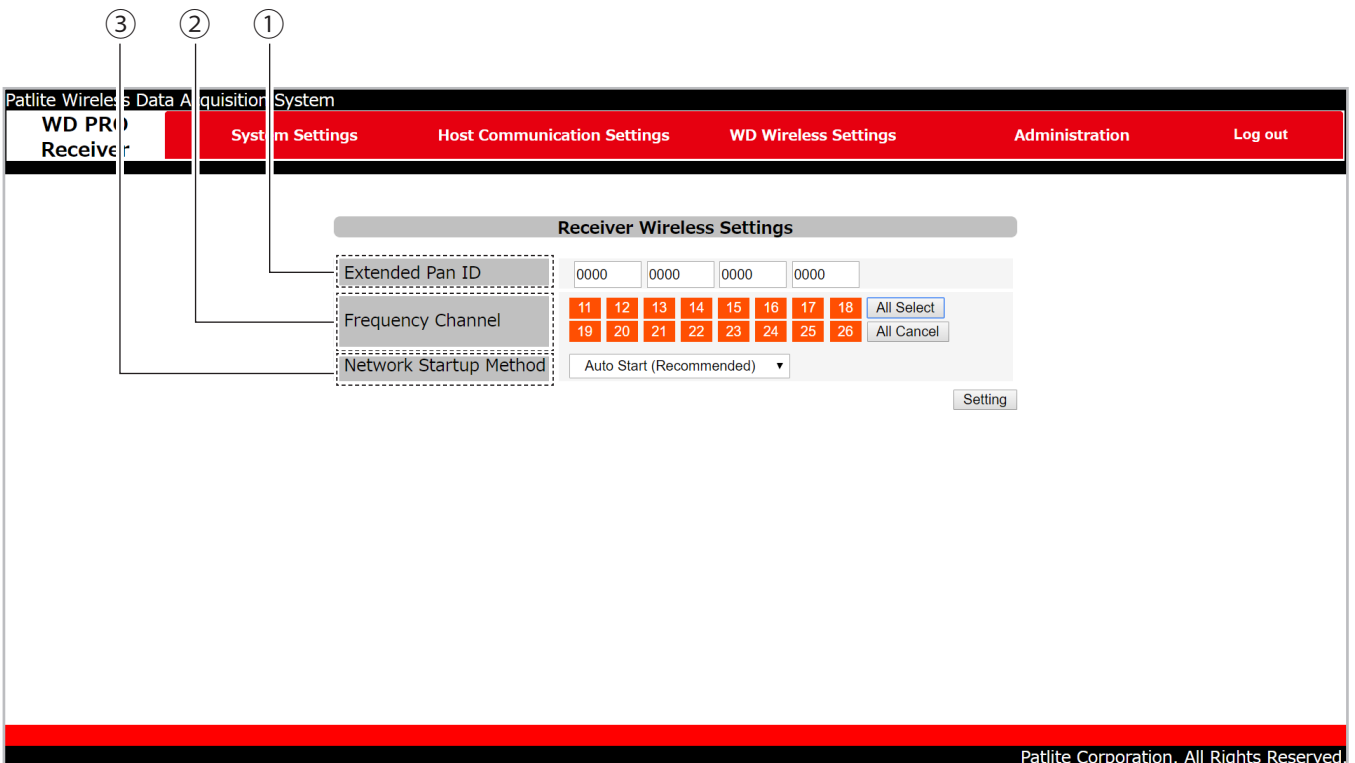 ③ ② ①
Patlite Wireless Data Acquisition System
WD PRO
Receiver
System Settings Host Communication Settings WD Wireless Settings Administration Log out
Receiver Wireless Settings
Extended Pan ID 0000 0000 0000 0000
Frequency Channel
11 12 13 14 15 16 17 18 All Select
19 20 21 22 23 24 25 26 All Cancel
Network Startup Method Auto Start (Recommended) ▼
Setting
Patlite Corporation, All Rights Reserved.